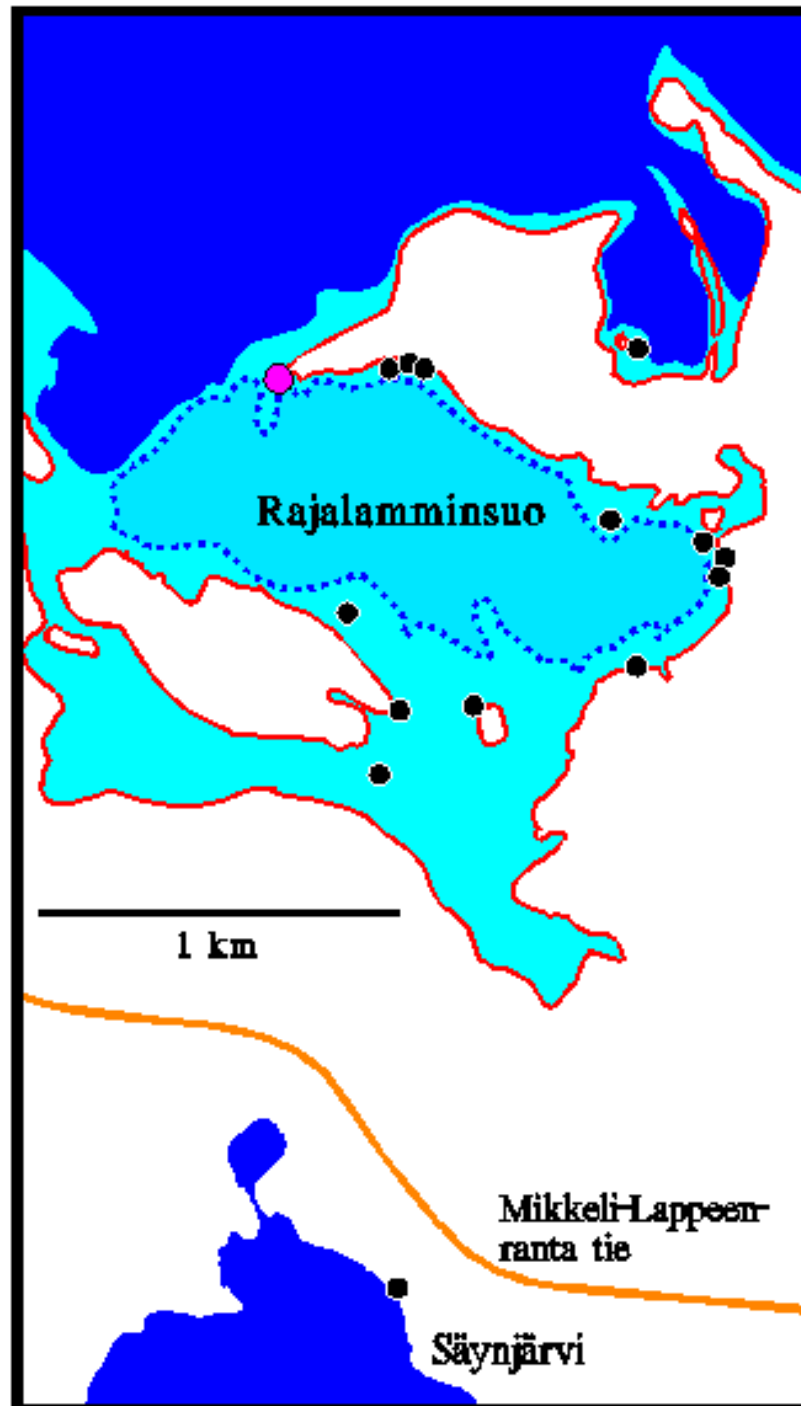 Rajalamminsuo
1 km
Mikkeli-Lappeen-
ranta tie
Säynjärvi